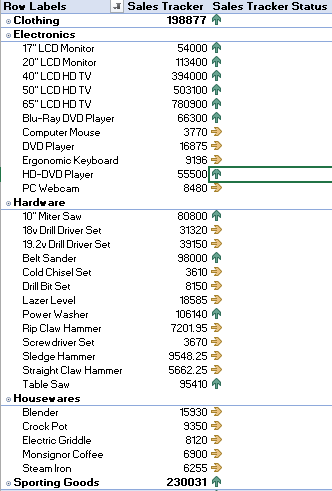 Row Labels Sales Tracker Sales Tracker Status
Clothing 198877
Electronics
17" LCD Monitor 54000
20" LCD Monitor 113400
40" LCD HD TV 394000
50" LCD HD TV 503100
65" LCD HD TV 780900
Blu-Ray DVD Player 66300
Computer Mouse 3770
DVD Player 16875
Ergonomic Keyboard 9196
HD-DVD Player 55500
PC Webcam 8480
Hardware
10" Miter Saw 80800
18v Drill Driver Set 31320
19.2v Drill Driver Set 39150
Belt Sander 98000
Cold Chisel Set 3610
Drill Bit Set 8150
Lazer Level 18585
Power Washer 106140
Rip Claw Hammer 7201.95
Screwdriver Set 3670
Sledge Hammer 9548.25
Straight Claw Hammer 5662.25
Table Saw 95410
Housewares
Blender 15930
Crock Pot 9350
Electric Griddle 8120
Monsignor Coffee 6900
Steam Iron 6255
Sporting Goods 230031